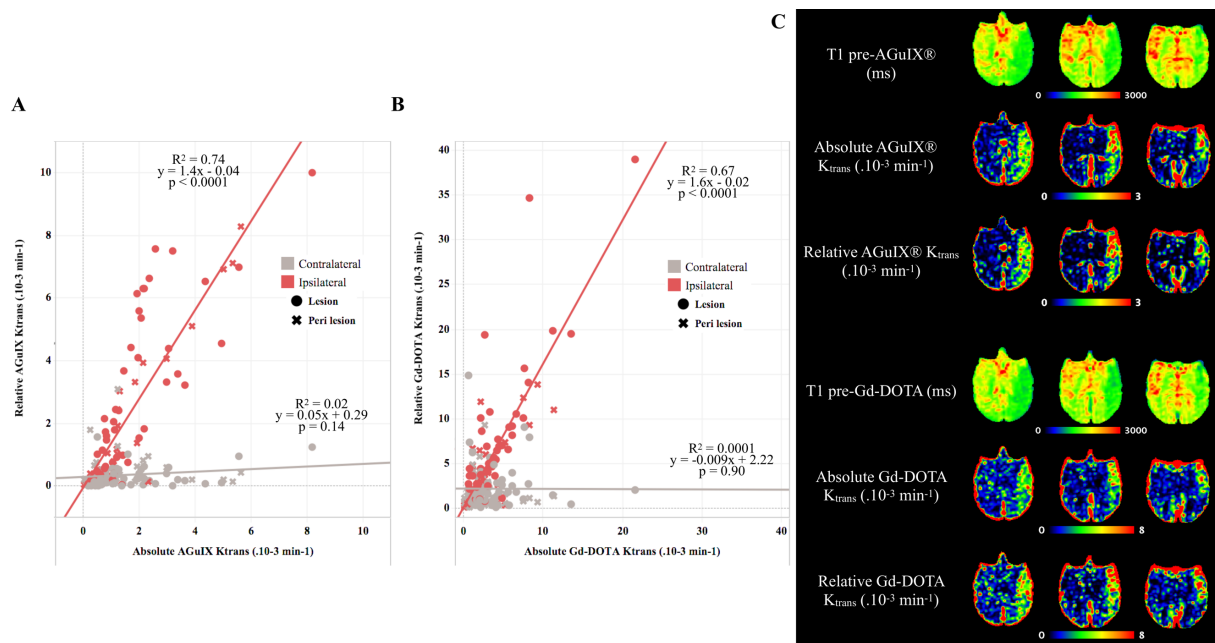 A
R² = 0.74
y = 1.4x - 0.04
p < 0.0001
Contralateral
Ipsilateral
Lesion
Peri lesion
R² = 0.02
y = 0.05x + 0.29
p = 0.14
10
8
6
4
2
0
0
2
4
6
8
10
Relative AGuIX Ktrans (.10-3 min-1)
Absolute AGuIX Ktrans (.10-3 min-1)
B
R² = 0.67
y = 1.6x - 0.02
p < 0.0001
Contralateral
Ipsilateral
Lesion
Peri lesion
R² = 0.0001
y = -0.009x + 2.22
p = 0.90
40
35
30
25
20
15
10
5
0
0
10
20
30
40
Relative Gd-DOTA Ktrans (.10-3 min-1)
Absolute Gd-DOTA Ktrans (.10-3 min-1)
C
T1 pre-AGuIX®
(ms)
0 3000
Absolute AGuIX®
Ktrans (.10⁻³ min⁻¹)
0 3
Relative AGuIX® Ktrans
(.10⁻³ min⁻¹)
0 3
T1 pre-Gd-DOTA (ms)
0 3000
Absolute Gd-DOTA
Ktrans (.10⁻³ min⁻¹)
0 8
Relative Gd-DOTA
Ktrans (.10⁻³ min⁻¹)
0 8